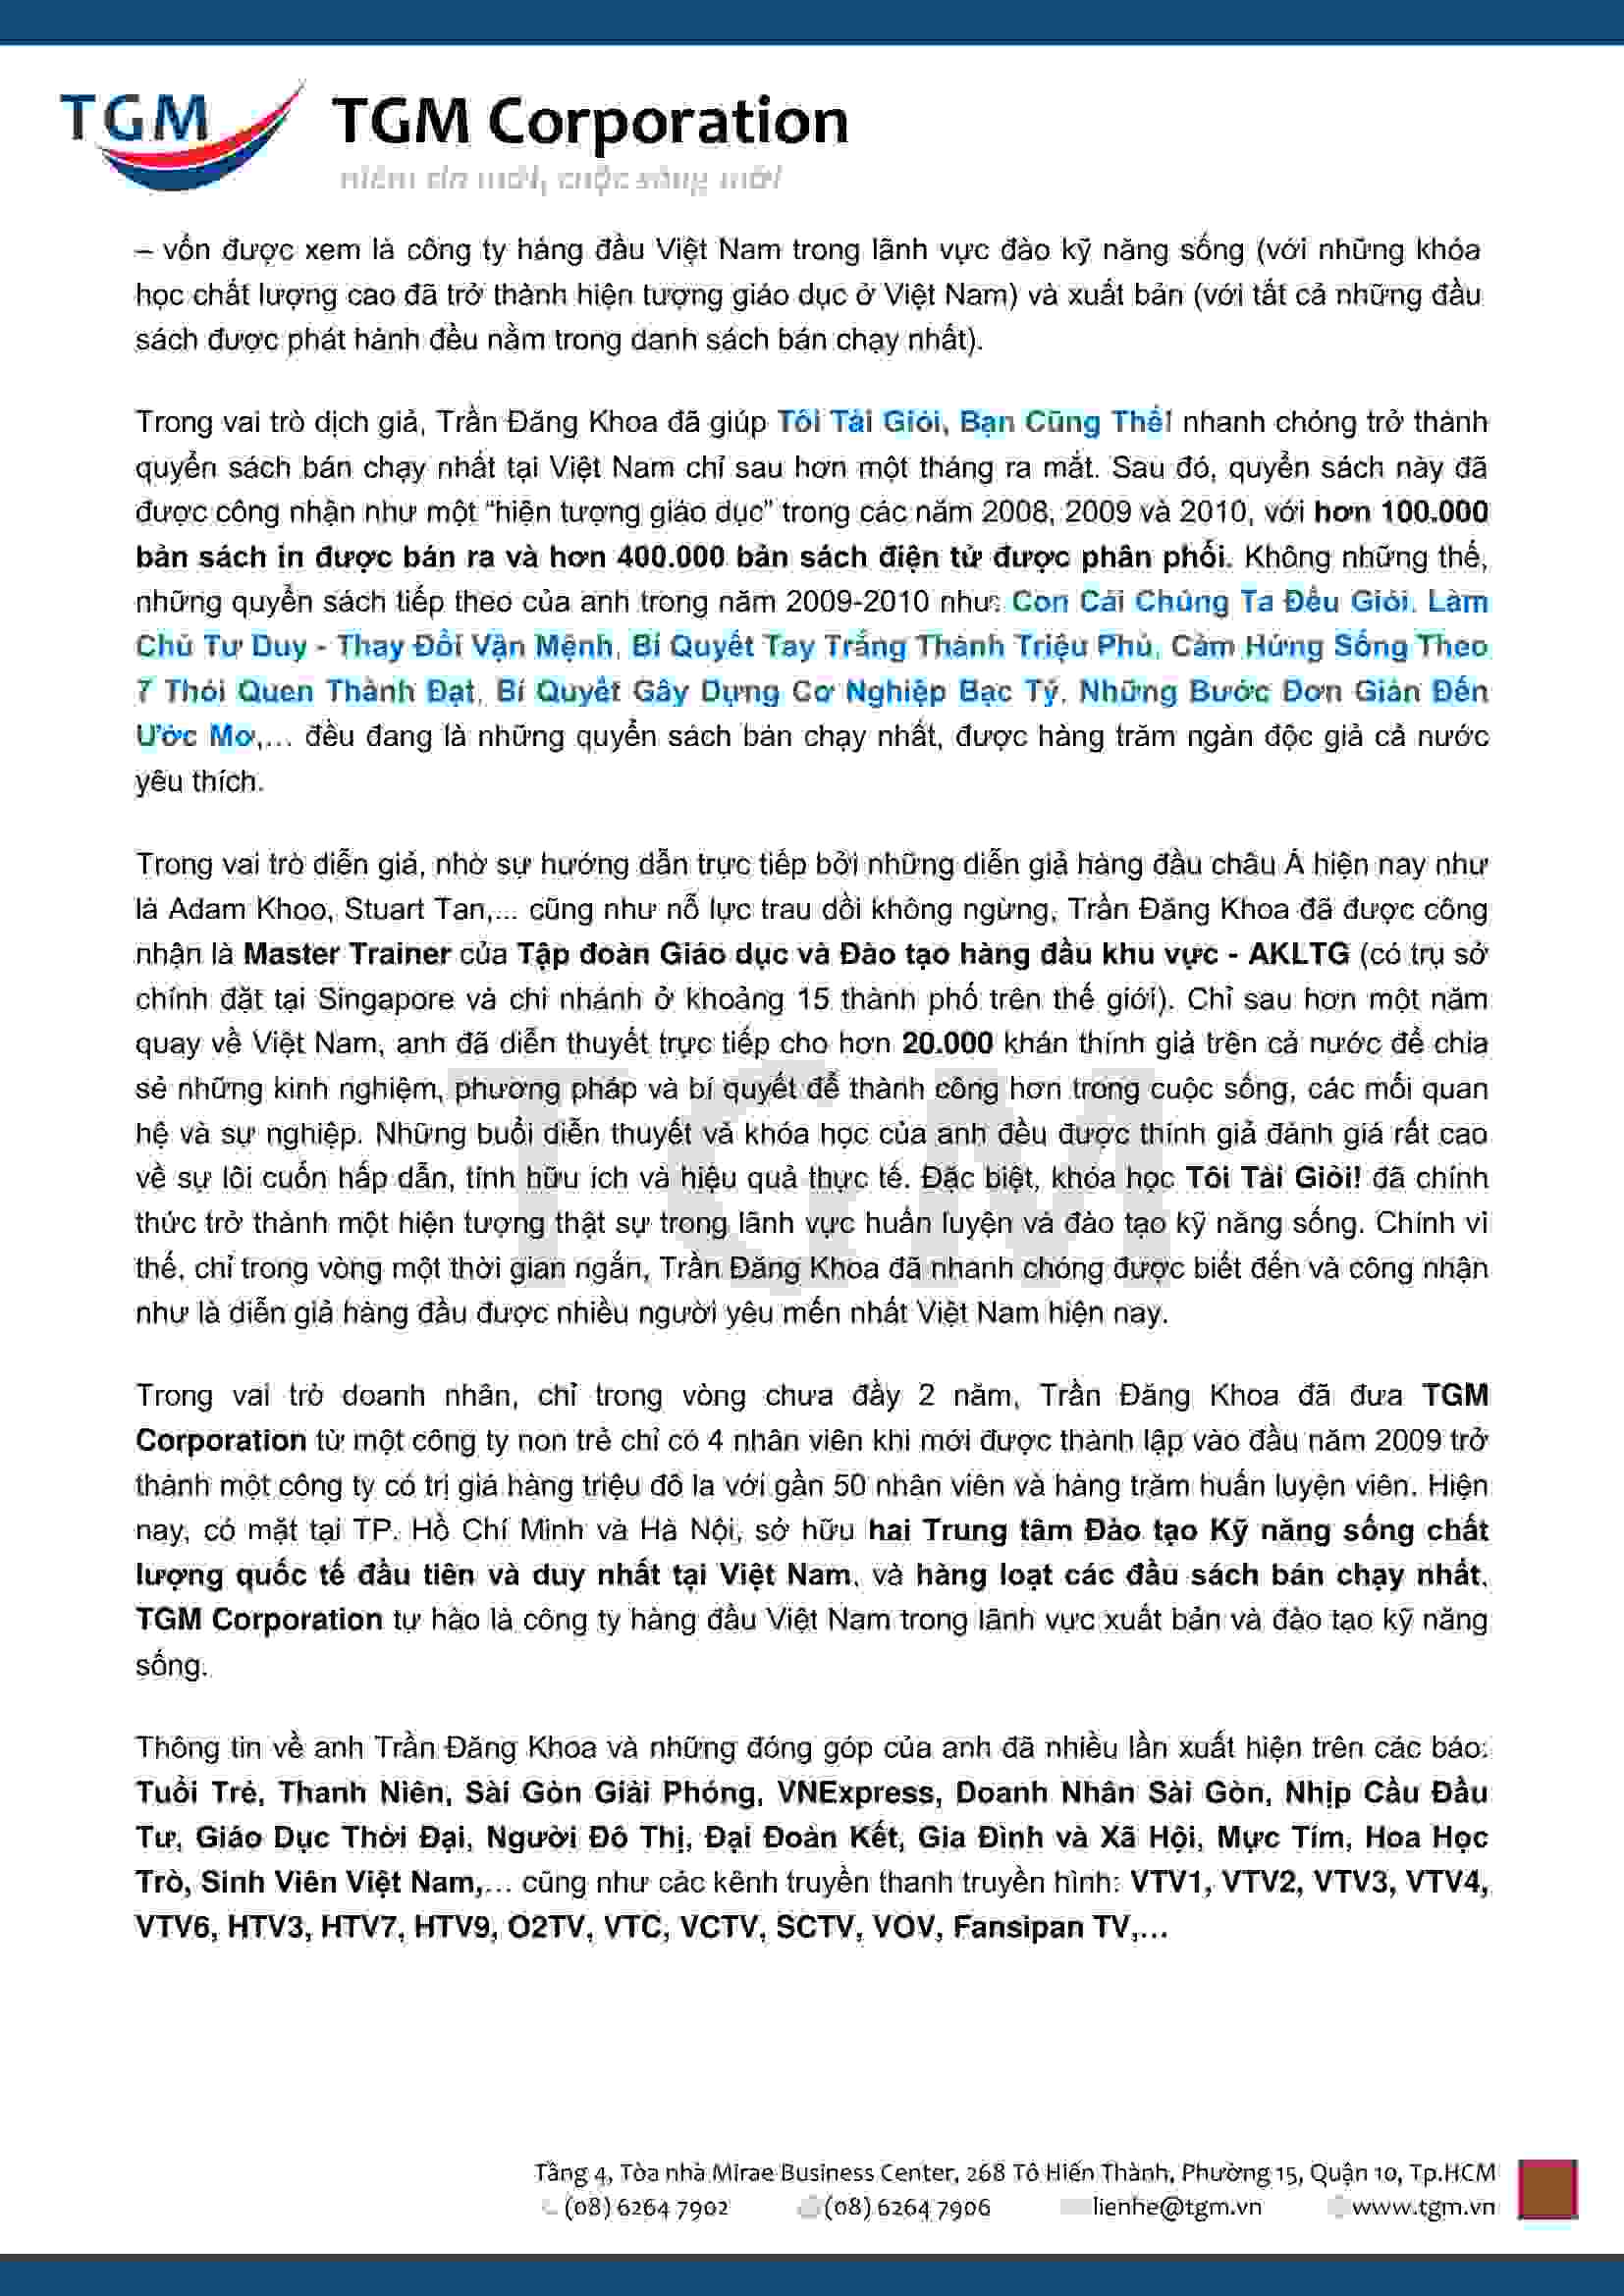 TGM
TGM Corporation
niềm tin mới, cuộc sống mới
– vốn được xem là công ty hàng đầu Việt Nam trong lãnh vực đào kỹ năng sống (với những khóa
học chất lượng cao đã trở thành hiện tượng giáo dục ở Việt Nam) và xuất bản (với tất cả những đầu
sách được phát hành đều nằm trong danh sách bán chạy nhất).
Trong vai trò dịch giả, Trần Đăng Khoa đã giúp Tôi Tài Giỏi, Bạn Cũng Thế! nhanh chóng trở thành
quyển sách bán chạy nhất tại Việt Nam chỉ sau hơn một tháng ra mắt. Sau đó, quyển sách này đã
được công nhận như một “hiện tượng giáo dục” trong các năm 2008, 2009 và 2010, với hơn 100.000
bản sách in được bán ra và hơn 400.000 bản sách điện tử được phân phối. Không những thế,
những quyển sách tiếp theo của anh trong năm 2009-2010 như: Con Cái Chúng Ta Đều Giỏi, Làm
Chủ Tư Duy - Thay Đổi Vận Mệnh, Bí Quyết Tay Trắng Thành Triệu Phú, Cảm Hứng Sống Theo
7 Thói Quen Thành Đạt, Bí Quyết Gây Dựng Cơ Nghiệp Bạc Tỷ, Những Bước Đơn Giản Đến
Ước Mơ,... đều đang là những quyển sách bán chạy nhất, được hàng trăm ngàn độc giả cả nước
yêu thích.
Trong vai trò diễn giả, nhờ sự hướng dẫn trực tiếp bởi những diễn giả hàng đầu châu Á hiện nay như
là Adam Khoo, Stuart Tan,... cũng như nỗ lực trau dồi không ngừng, Trần Đăng Khoa đã được công
nhận là Master Trainer của Tập đoàn Giáo dục và Đào tạo hàng đầu khu vực - AKLTG (có trụ sở
chính đặt tại Singapore và chi nhánh ở khoảng 15 thành phố trên thế giới). Chỉ sau hơn một năm
quay về Việt Nam, anh đã diễn thuyết trực tiếp cho hơn 20.000 khán thính giả trên cả nước để chia
sẻ những kinh nghiệm, phương pháp và bí quyết để thành công hơn trong cuộc sống, các mối quan
hệ và sự nghiệp. Những buổi diễn thuyết và khóa học của anh đều được thính giả đánh giá rất cao
về sự lôi cuốn hấp dẫn, tính hữu ích và hiệu quả thực tế. Đặc biệt, khóa học Tôi Tài Giỏi! đã chính
thức trở thành một hiện tượng thật sự trong lãnh vực huấn luyện và đào tạo kỹ năng sống. Chính vì
thế, chỉ trong vòng một thời gian ngắn, Trần Đăng Khoa đã nhanh chóng được biết đến và công nhận
như là diễn giả hàng đầu được nhiều người yêu mến nhất Việt Nam hiện nay.
Trong vai trò doanh nhân, chỉ trong vòng chưa đầy 2 năm, Trần Đăng Khoa đã đưa TGM
Corporation từ một công ty non trẻ chỉ có 4 nhân viên khi mới được thành lập vào đầu năm 2009 trở
thành một công ty có trị giá hàng triệu đô la với gần 50 nhân viên và hàng trăm huấn luyện viên. Hiện
nay, có mặt tại TP. Hồ Chí Minh và Hà Nội, sở hữu hai Trung tâm Đào tạo Kỹ năng sống chất
lượng quốc tế đầu tiên và duy nhất tại Việt Nam, và hàng loạt các đầu sách bán chạy nhất,
TGM Corporation tự hào là công ty hàng đầu Việt Nam trong lãnh vực xuất bản và đào tạo kỹ năng
sống.
Thông tin về anh Trần Đăng Khoa và những đóng góp của anh đã nhiều lần xuất hiện trên các báo:
Tuổi Trẻ, Thanh Niên, Sài Gòn Giải Phóng, VNExpress, Doanh Nhân Sài Gòn, Nhịp Cầu Đầu
Tư, Giáo Dục Thời Đại, Người Đô Thị, Đại Đoàn Kết, Gia Đình và Xã Hội, Mực Tím, Hoa Học
Trò, Sinh Viên Việt Nam,... cũng như các kênh truyền thanh truyền hình: VTV1, VTV2, VTV3, VTV4,
VTV6, HTV3, HTV7, HTV9, O2TV, VTC, VCTV, SCTV, VOV, Fansipan TV,...
TGM
Tầng 4, Tòa nhà Mirae Business Center, 268 Tô Hiến Thành, Phường 15, Quận 10, Tp.HCM
(08) 6264 7902 (08) 6264 7906 lienhe@tgm.vn www.tgm.vn